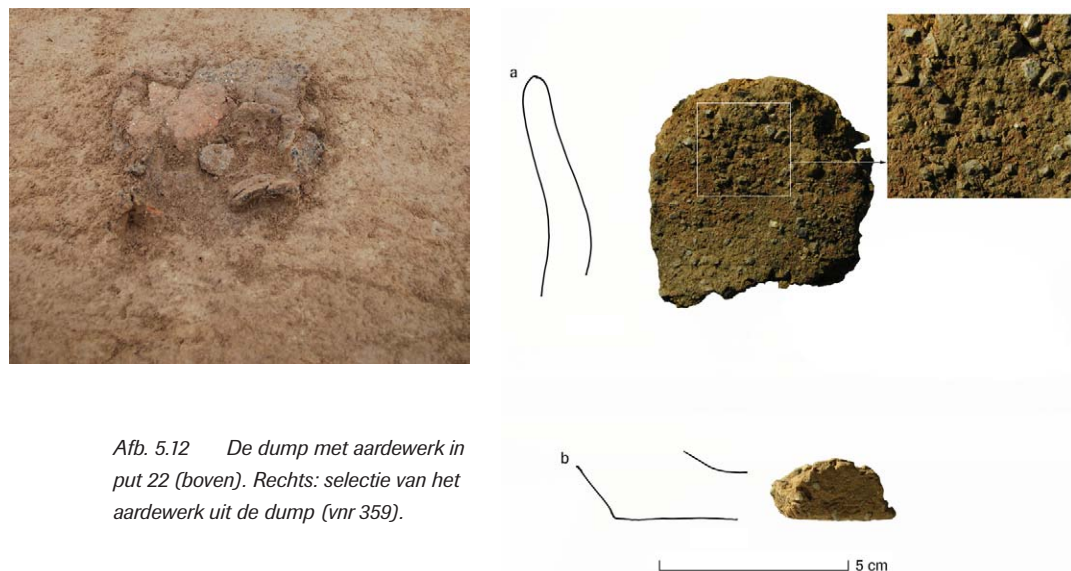 a
Afb. 5.12 De dump met aardewerk in
put 22 (boven). Rechts: selectie van het
aardewerk uit de dump (vnr 359).
b
5 cm